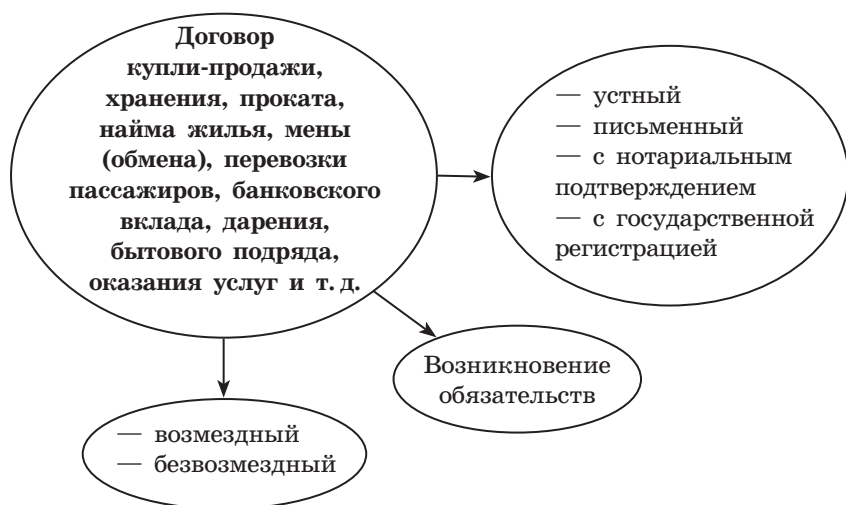 Договор
купли-продажи,
хранения, проката,
найма жилья, мены
(обмена), перевозки
пассажиров, банковского
вклада, дарения,
бытового подряда,
оказания услуг и т. д.
— устный
— письменный
— с нотариальным
подтверждением
— с государственной
регистрацией
Возникновение
обязательств
— возмездный
— безвозмездный